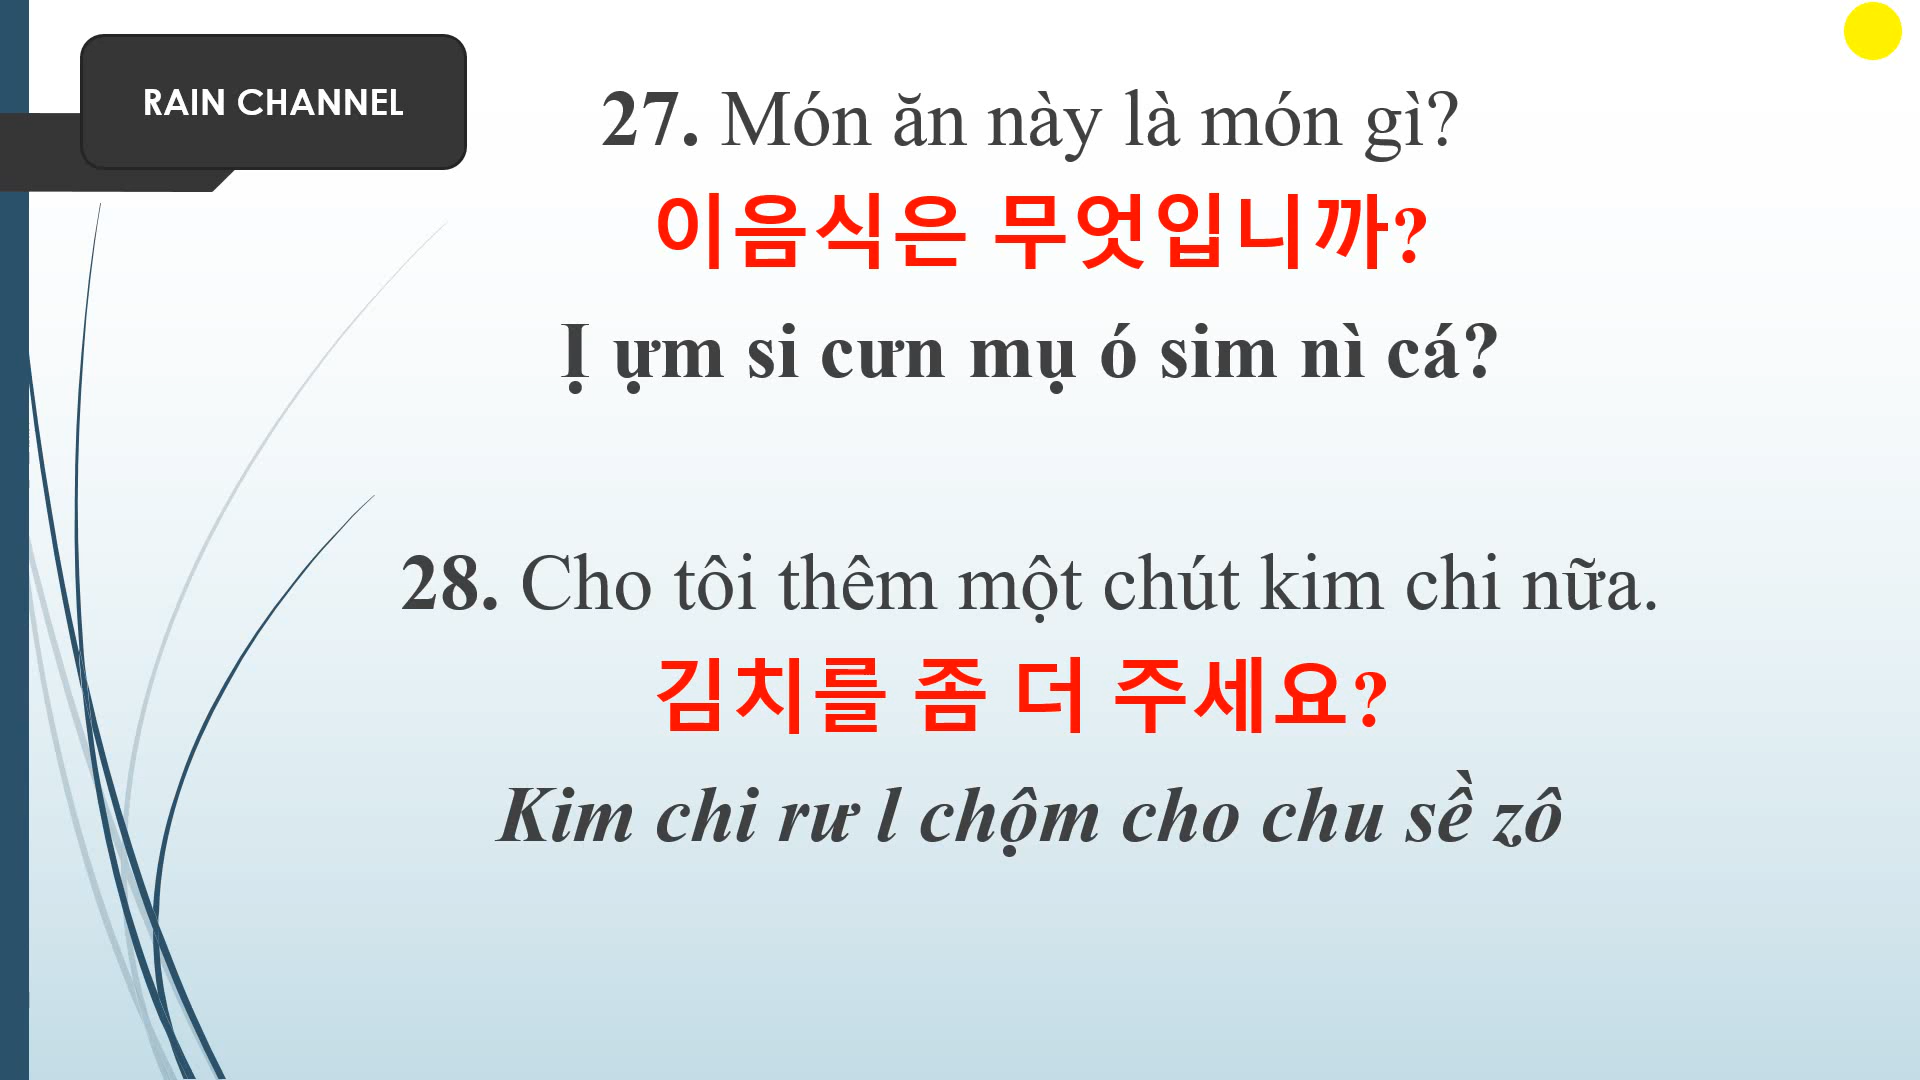 RAIN CHANNEL
27. Món ăn này là món gì?
이음식은 무엇입니까?
Ị ựm si cưn mụ ó sim nì cá?
28. Cho tôi thêm một chút kim chi nữa.
김치를 좀 더 주세요?
Kim chi rư l chộm cho chu sề zô